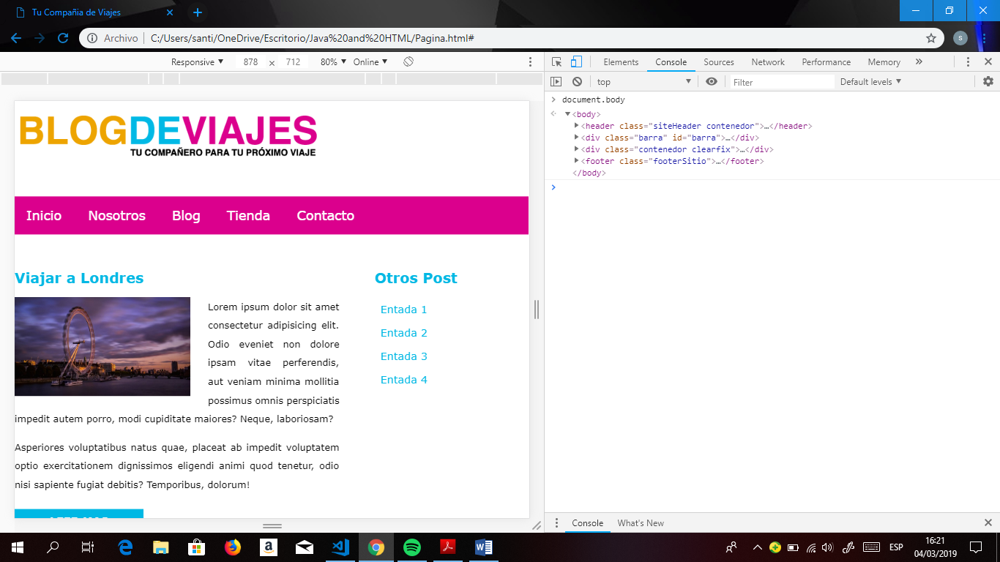 Tu Compañia de Viajes
Archivo C:/Users/santi/OneDrive/Escritorio/Java%20and%20HTML/Pagina.html#
S
Responsive 878 × 712 80% Online
BLOGDEVIAJES
TU COMPAÑERO PARA TU PRÓXIMO VIAJE
Inicio Nosotros Blog Tienda Contacto
Viajar a Londres
Lorem ipsum dolor sit amet
consectetur adipisicing elit.
Odio eveniet non dolore
ipsam vitae perferendis,
aut veniam minima mollitia
possimus omnis perspiciatis
impedit autem porro, modi cupiditate maiores? Neque, laboriosam?
Asperiores voluptatibus natus quae, placeat ab impedit voluptatem
optio exercitationem dignissimos eligendi animi quod tenetur, odio
nisi sapiente fugiat debitis? Temporibus, dolorum!
Otros Post
Entada 1
Entada 2
Entada 3
Entada 4
Elements Console Sources Network Performance Memory »
top Filter Default levels
> document.body
<body>
<header class="siteHeader contenedor">…</header>
<div class="barra" id="barra">…</div>
<div class="contenedor clearfix">…</div>
<footer class="footerSitio">…</footer>
</body>
>
Console What's New
ESP
16:21
04/03/2019